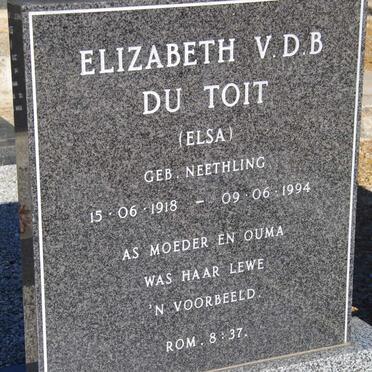 ELIZABETH V.D.B
DU TOIT
(ELSA)
GEB. NEETHLING
15·06·1918 – 09·06·1994
AS MOEDER EN OUMA
WAS HAAR LEWE
'N VOORBEELD.
ROM. 8:37.